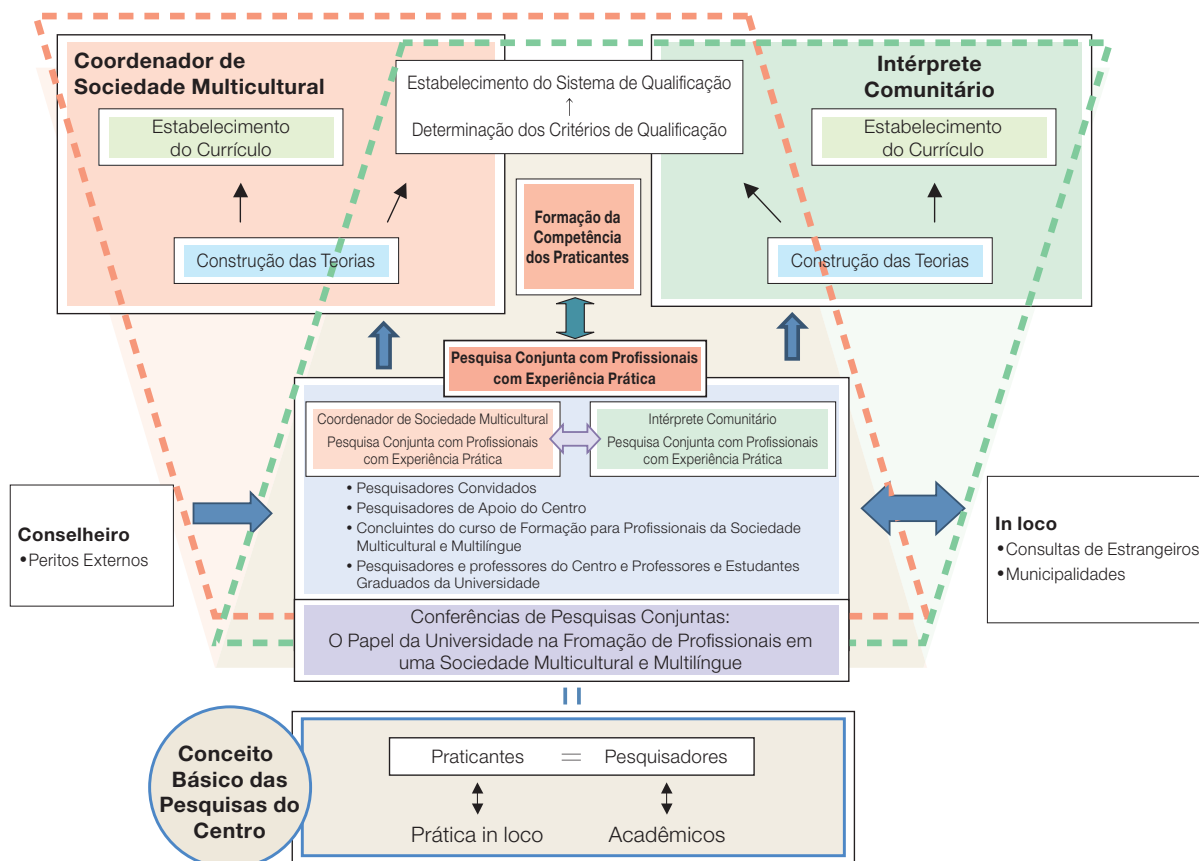 Coordenador de
Sociedade Multicultural
Estabelecimento
do Currículo
Construção das Teorias
Estabelecimento do Sistema de Qualificação
↑
Determinação dos Critérios de Qualificação
Intérprete
Comunitário
Estabelecimento
do Currículo
Construção das Teorias
Formação da
Competência
dos Praticantes
Pesquisa Conjunta com Profissionais
com Experiência Prática
Coordenador de Sociedade Multicultural
Pesquisa Conjunta com Profissionais
com Experiência Prática
Intérprete Comunitário
Pesquisa Conjunta com Profissionais
com Experiência Prática
• Pesquisadores Convidados
• Pesquisadores de Apoio do Centro
• Concluintes do curso de Formação para Profissionais da Sociedade
Multicultural e Multilíngue
• Pesquisadores e professores do Centro e Professores e Estudantes
Graduados da Universidade
Conselheiro
•Peritos Externos
In loco
•Consultas de Estrangeiros
•Municipalidades
Conferências de Pesquisas Conjuntas:
O Papel da Universidade na Fromação de Profissionais em
uma Sociedade Multicultural e Multilíngue
Conceito
Básico das
Pesquisas do
Centro
Praticantes = Pesquisadores
Prática in loco
Acadêmicos